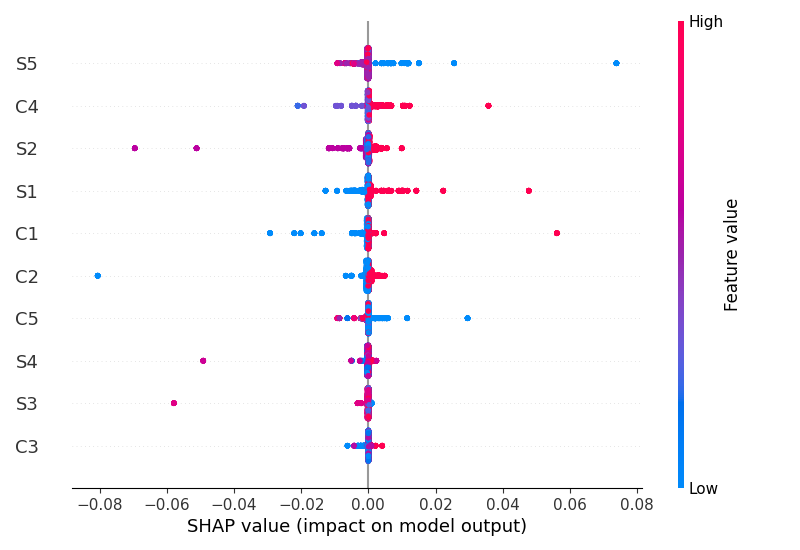 High
S5
C4
S2
S1
C1
C2
C5
S4
S3
C3
Feature value
Low
−0.08 −0.06 −0.04 −0.02 0.00 0.02 0.04 0.06 0.08
SHAP value (impact on model output)